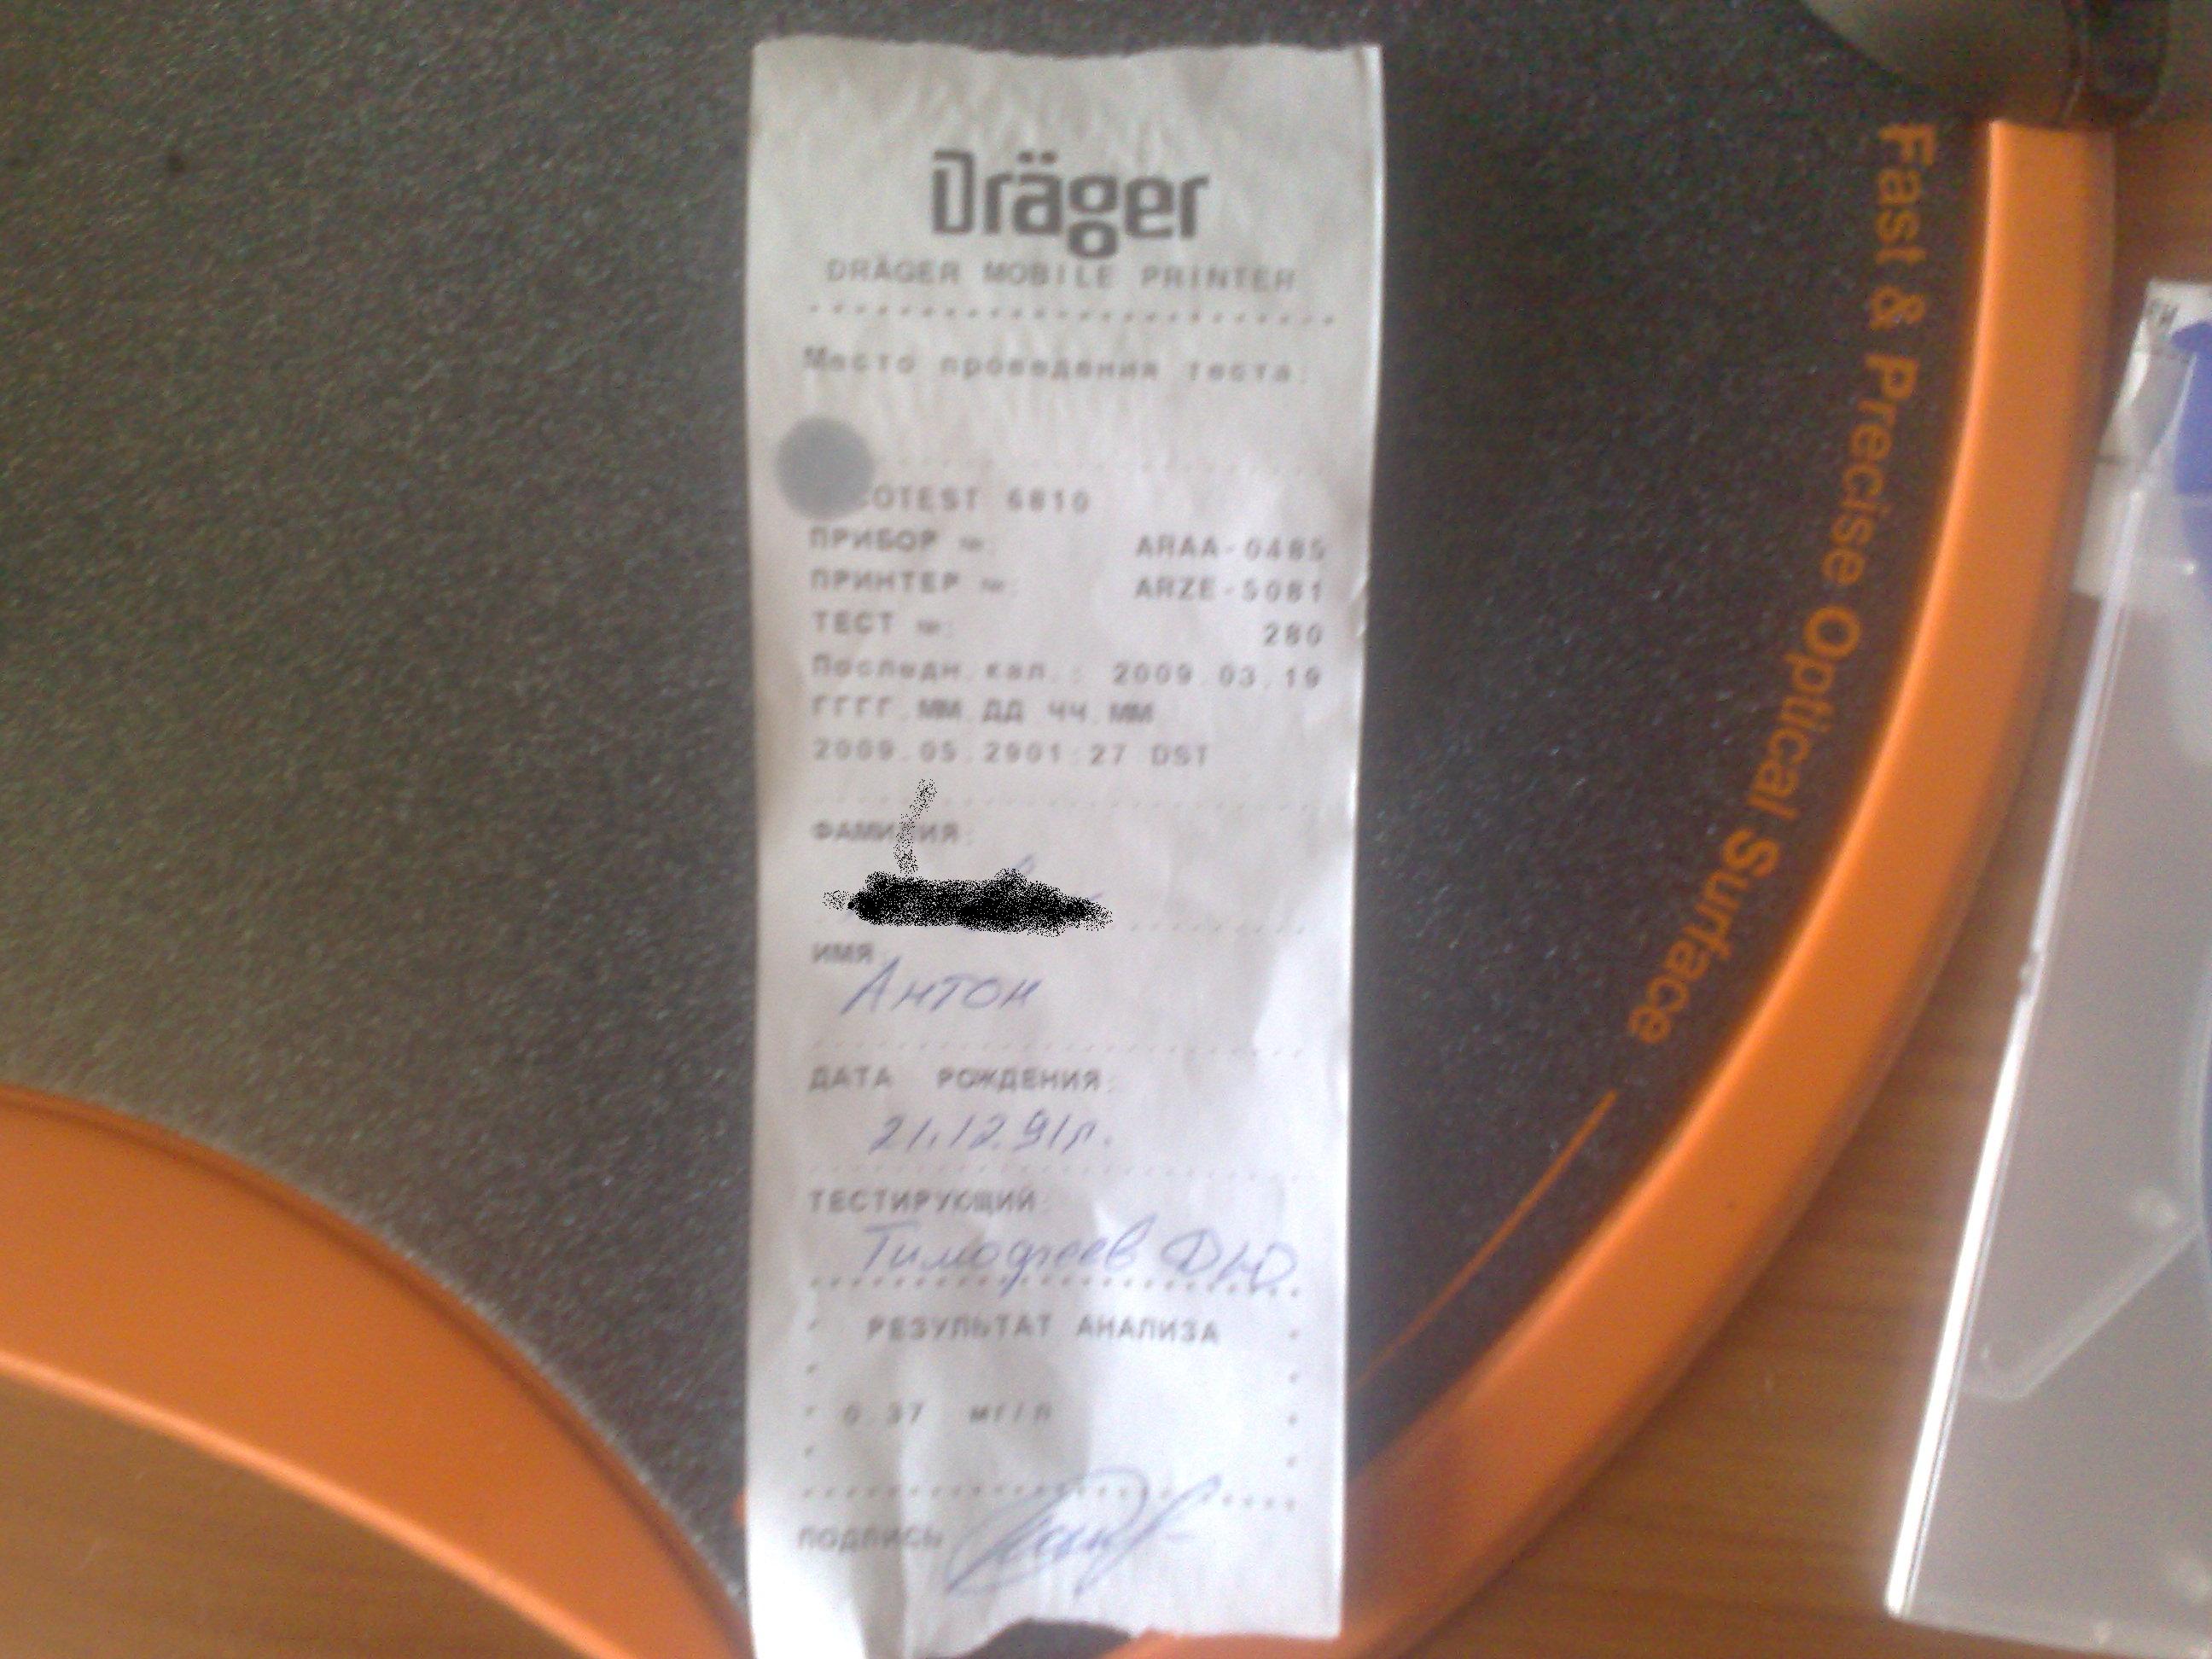 Dräger
DRÄGER MOBILE PRINTER
Место проведения теста:
OTEST 6810
ПРИБОР №: ARAA-0485
ПРИНТЕР №: ARZE-5081
ТЕСТ №: 280
Последн.кал.: 2009.03.19
ГГГГ.ММ.ДД ЧЧ.ММ
2009.05.2901:27 DST
ФАМИЛИЯ:
ИМЯ:
Антон
ДАТА РОЖДЕНИЯ:
21.12.91г.
ТЕСТИРУЮЩИЙ:
Тимофеев ДЮ
РЕЗУЛЬТАТ АНАЛИЗА
0.37 мг/л
ПОДПИСЬ
Fast & Precise Optical Surface